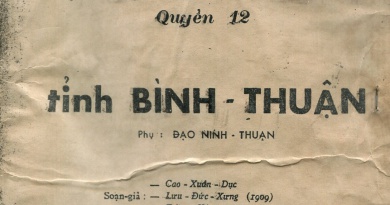 Quyển 12
tỉnh BÌNH - THUẬN
Phụ : ĐẠO NINH - THUẬN
— Cao - Xuân - Dục
Soạn-giả : — Lưu - Đức - Xưng (1909)